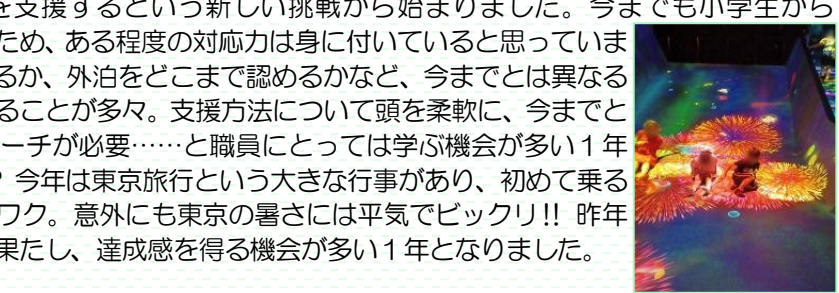 を支援するという新しい挑戦から始まりました。今までも小学生から
ため、ある程度の対応力は身に付いていると思っていま
るか、外泊をどこまで認めるかなど、今までとは異なる
ることが多々。支援方法について頭を柔軟に、今までと
ーチが必要……と職員にとっては学ぶ機会が多い１年
? 今年は東京旅行という大きな行事があり、初めて乗る
ワク。意外にも東京の暑さには平気でビックリ!! 昨年
果たし、達成感を得る機会が多い１年となりました。